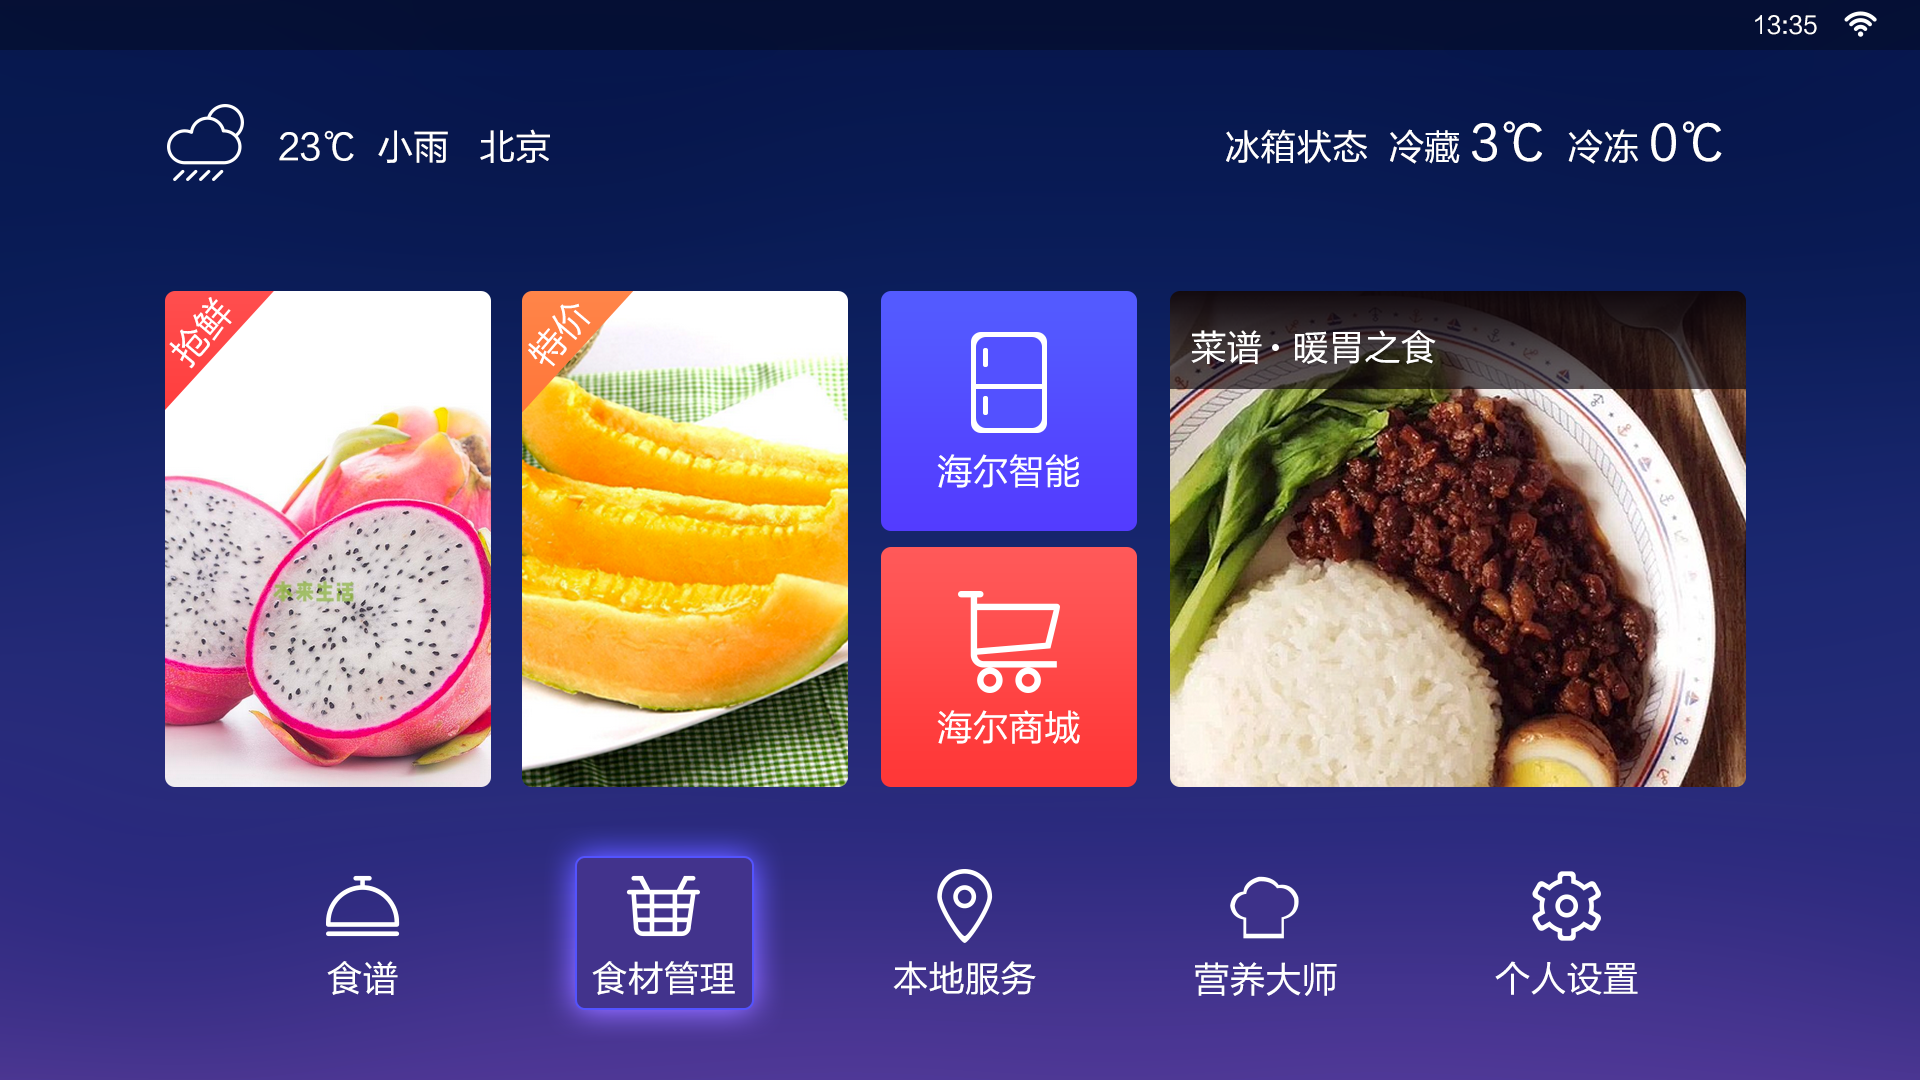 13:35
23℃ 小雨 北京
冰箱状态 冷藏 3℃ 冷冻 0℃
抢鲜
特价
海尔智能
菜谱·暖胃之食
本来生活
海尔商城
食谱
食材管理
本地服务
营养大师
个人设置